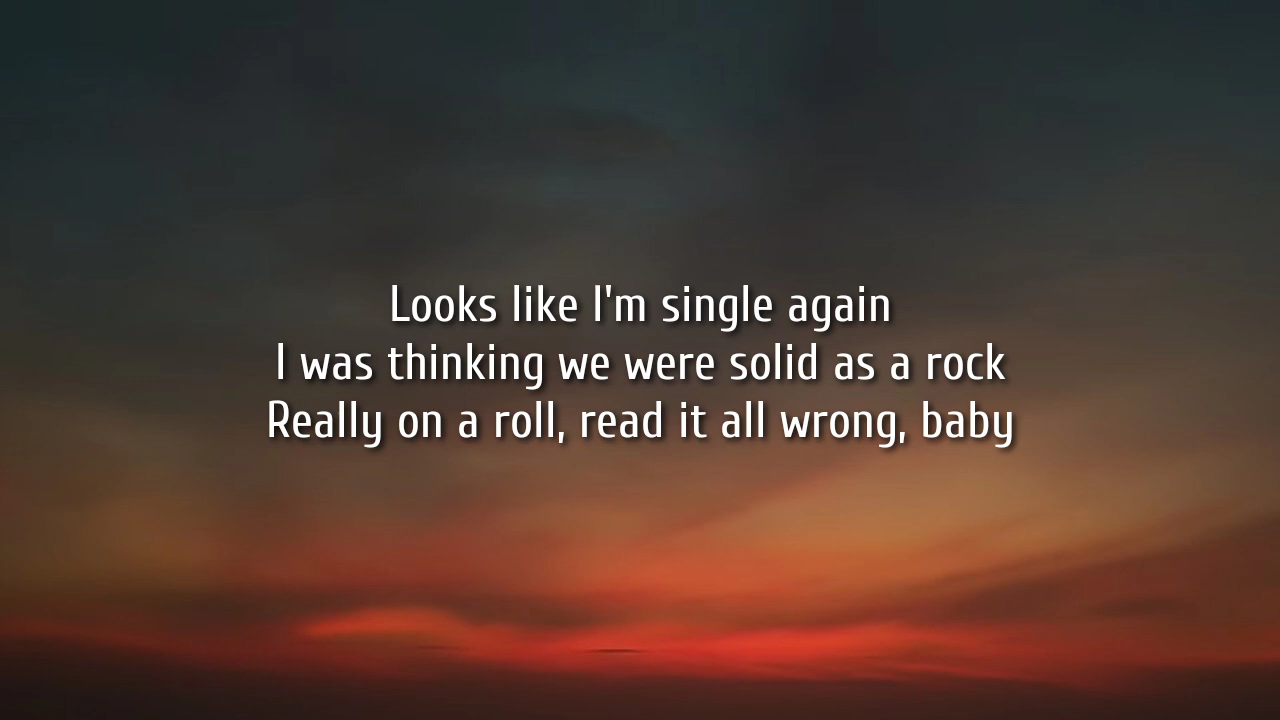 Looks like I'm single again
I was thinking we were solid as a rock
Really on a roll, read it all wrong, baby